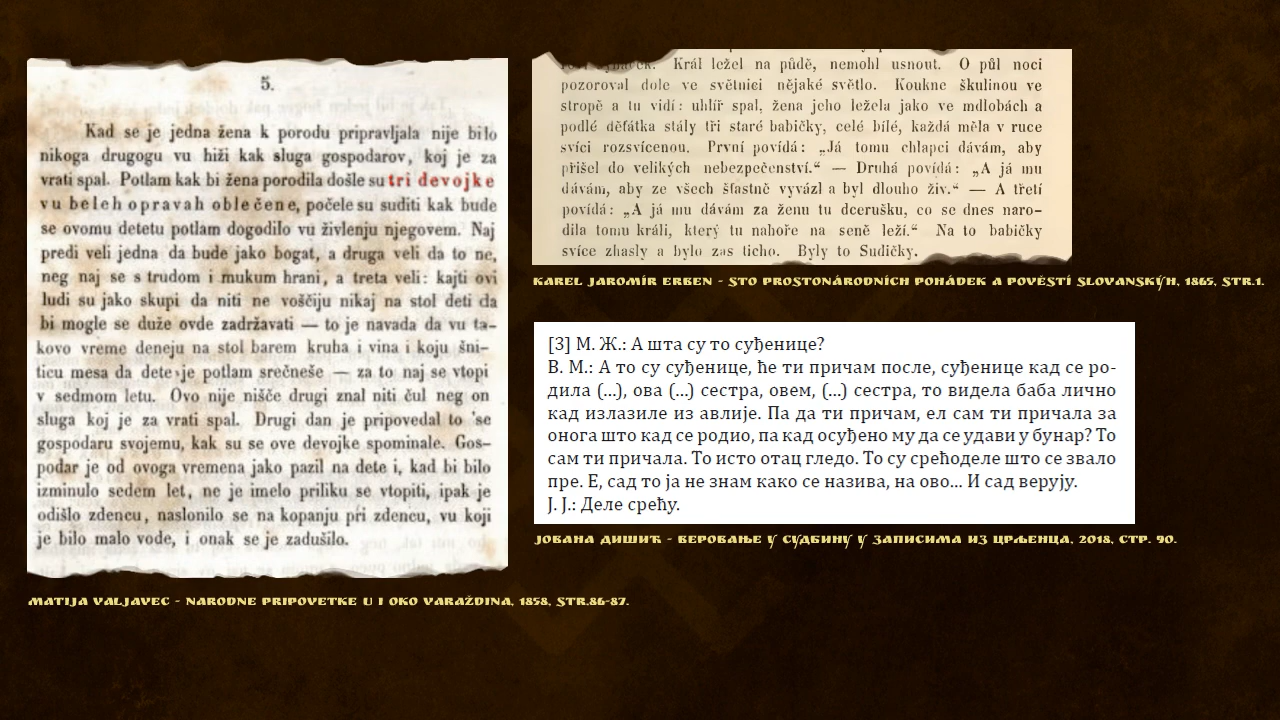 5.
Kad se je jedna žena k porodu pripravljala nije bilo
nikoga drugogu vu hiži kak sluga gospodarov, koj je za
vrati spal. Potlam kak bi žena porodila došle su tri devojke
vu beleh opravah oblečene, počele su suditi kak bude
se ovomu detetu potlam dogodilo vu živlenju njegovem. Naj
predi veli jedna da bude jako bogat, a druga veli da to ne,
neg naj se s trudom i mukum hrani, a treta veli: kajti ovi
ludi su jako skupi da niti ne voščiju nikaj na stol deti da
bi mogle se duže ovde zadržavati — to je navada da vu ta-
kovo vreme deneju na stol barem kruha i vina i koju šni-
ticu mesa da dete je potlam srečneše — za to naj se vtopi
v sedmom letu. Ovo nije nišče drugi znal niti čul neg on
sluga koj je za vrati spal. Drugi dan je pripovedal to 'se
gospodaru svojemu, kak su se ove devojke spominale. Gos-
podar je od ovoga vremena jako pazil na dete i, kad bi bilo
izminulo sedem let, ne je imelo priliku se vtopiti, ipak je
odišlo zdencu, naslonilo se na kopanju pri zdencu, vu koji
je bilo malo vode, i onak se je zadušilo.
MATIJA VALJAVEC - NARODNE PRIPOVETKE U I OKO VARAŽDINA, 1858, STR.86-87.
Král ležel na půdě, nemohl usnout. O půl noci
pozoroval dole ve světnici nějaké světlo. Koukne škulinou ve
stropě a tu vidí: uhlíř spal, žena jeho ležela jako ve mdlobách a
podlé děťátka stály tři staré babičky, celé bílé, každá měla v ruce
svíci rozsvícenou. První povídá: „Já tomu chlapci dávám, aby
přišel do velikých nebezpečenství.“ — Druhá povídá: „A já mu
dávám, aby ze všech šťastně vyvázl a byl dlouho živ.“ — A třetí
povídá: „A já mu dávám za ženu tu dcerušku, co se dnes naro-
dila tomu králi, který tu nahoře na seně leží.“ Na to babičky
svíce zhasly a bylo zas ticho. Byly to Sudičky.
KAREL JAROMÍR ERBEN - STO PROSTONÁRODNÍCH POHÁDEK A POVĚSTÍ SLOVANSKÝH, 1865, STR.1.
[3] М. Ж.: А шта су то суђенице?
В. М.: А то су суђенице, ће ти причам после, суђенице кад се ро-
дила (...), ова (...) сестра, овем, (...) сестра, то видела баба лично
кад излазиле из авлије. Па да ти причам, ел сам ти причала за
онога што кад се родио, па кад осуђено му да се удави у бунар? То
сам ти причала. То исто отац гледо. То су срећоделе што се звало
пре. Е, сад то ја не знам како се назива, на ово... И сад верују.
Ј. Ј.: Деле срећу.
ЈОВАНА ДИШИЋ - ВЕРОВАЊЕ У СУДБИНУ У ЗАПИСИМА ИЗ ЦРЉЕНЦА, 2018, СТР. 90.